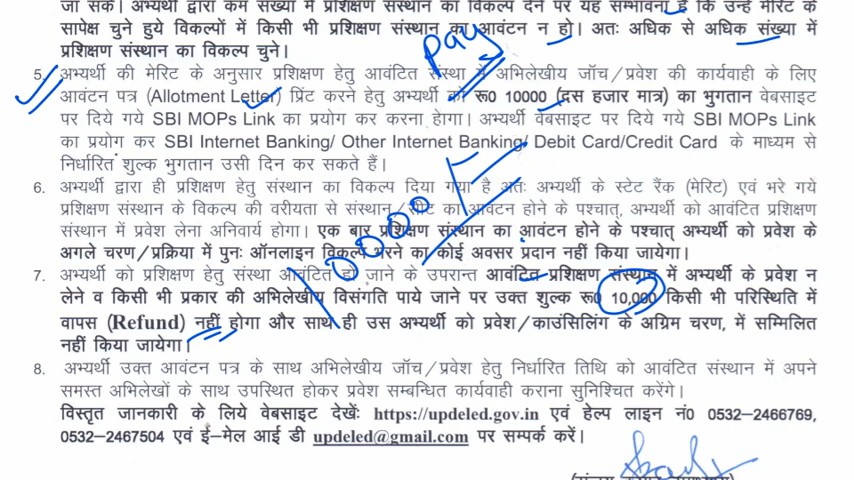 जा सके। अभ्यर्थी द्वारा कम संख्या में प्रशिक्षण संस्थान का विकल्प देने पर यह सम्भावना है कि उन्हें मेरिट के
सापेक्ष चुने हुये विकल्पों में किसी भी प्रशिक्षण संस्थान का आवंटन न हो। अतः अधिक से अधिक संख्या में
प्रशिक्षण संस्थान का विकल्प चुने।
pay
5. अभ्यर्थी की मेरिट के अनुसार प्रशिक्षण हेतु आवंटित संस्था में अभिलेखीय जॉच/प्रवेश की कार्यवाही के लिए
आवंटन पत्र (Allotment Letter) प्रिंट करने हेतु अभ्यर्थी को रू0 10000 (दस हजार मात्र) का भुगतान वेबसाइट
पर दिये गये SBI MOPs Link का प्रयोग कर करना होगा। अभ्यर्थी वेबसाइट पर दिये गये SBI MOPs Link
का प्रयोग कर SBI Internet Banking/ Other Internet Banking/ Debit Card/Credit Card के माध्यम से
निर्धारित शुल्क भुगतान उसी दिन कर सकते हैं।
6. अभ्यर्थी द्वारा ही प्रशिक्षण हेतु संस्थान का विकल्प दिया गया है अतः अभ्यर्थी के स्टेट रैंक (मेरिट) एवं भरे गये
प्रशिक्षण संस्थान के विकल्प की वरीयता से संस्थान/सीट का आवंटन होने के पश्चात्, अभ्यर्थी को आवंटित प्रशिक्षण
संस्थान में प्रवेश लेना अनिवार्य होगा। एक बार प्रशिक्षण संस्थान का आवंटन होने के पश्चात् अभ्यर्थी को प्रवेश के
अगले चरण/प्रक्रिया में पुनः ऑनलाइन विकल्प भरने का कोई अवसर प्रदान नहीं किया जायेगा।
10000
7. अभ्यर्थी को प्रशिक्षण हेतु संस्था आवंटित हो जाने के उपरान्त आवंटित प्रशिक्षण संस्थान में अभ्यर्थी के प्रवेश न
लेने व किसी भी प्रकार की अभिलेखीय विसंगति पाये जाने पर उक्त शुल्क रू0 10,000 किसी भी परिस्थिति में
वापस (Refund) नहीं होगा और साथ ही उस अभ्यर्थी को प्रवेश/काउंसिलिंग के अग्रिम चरण, में सम्मिलित
नहीं किया जायेगा।
8. अभ्यर्थी उक्त आवंटन पत्र के साथ अभिलेखीय जॉच/प्रवेश हेतु निर्धारित तिथि को आवंटित संस्थान में अपने
समस्त अभिलेखों के साथ उपस्थित होकर प्रवेश सम्बन्धित कार्यवाही कराना सुनिश्चित करेंगे।
विस्तृत जानकारी के लिये वेबसाइट देखेंः https://updeled.gov.in एवं हेल्प लाइन नं0 0532–2466769,
0532–2467504 एवं ई–मेल आई डी updeled@gmail.com पर सम्पर्क करें।